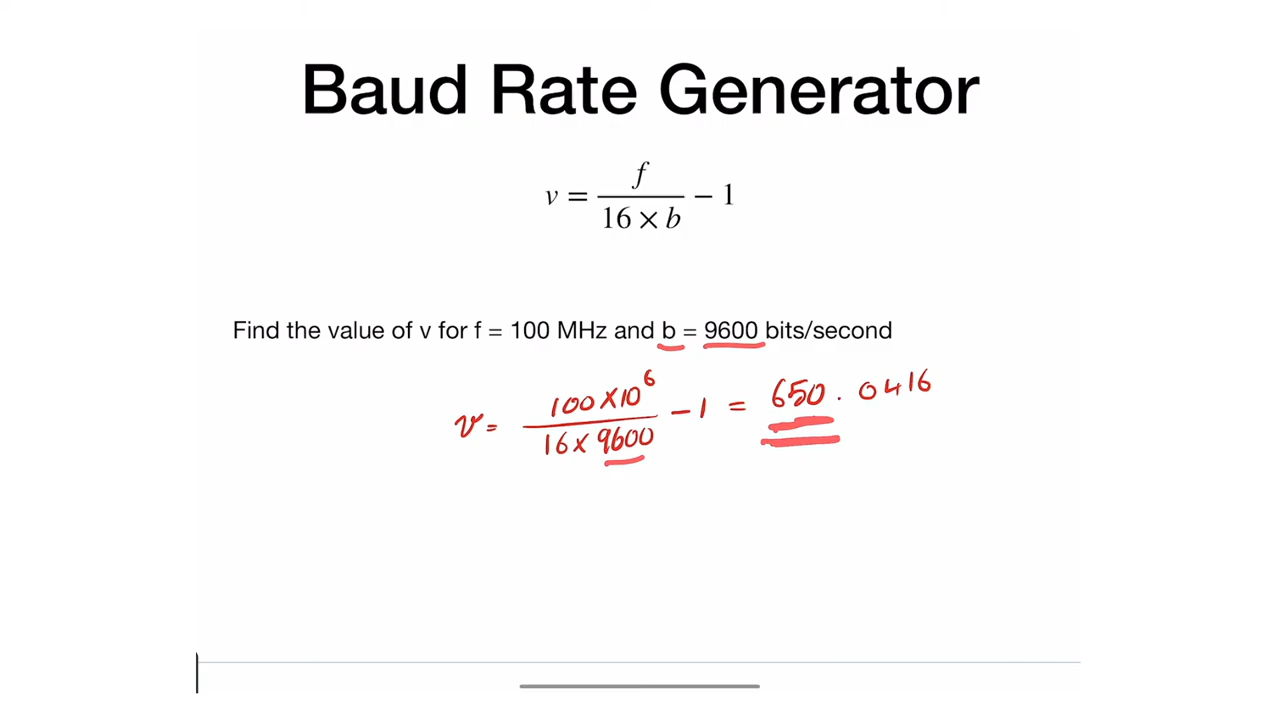 Baud Rate Generator
v = f / (16 × b) − 1
Find the value of v for f = 100 MHz and b = 9600 bits/second
v = 100 × 10^6 / (16 × 9600) − 1 = 650.0416